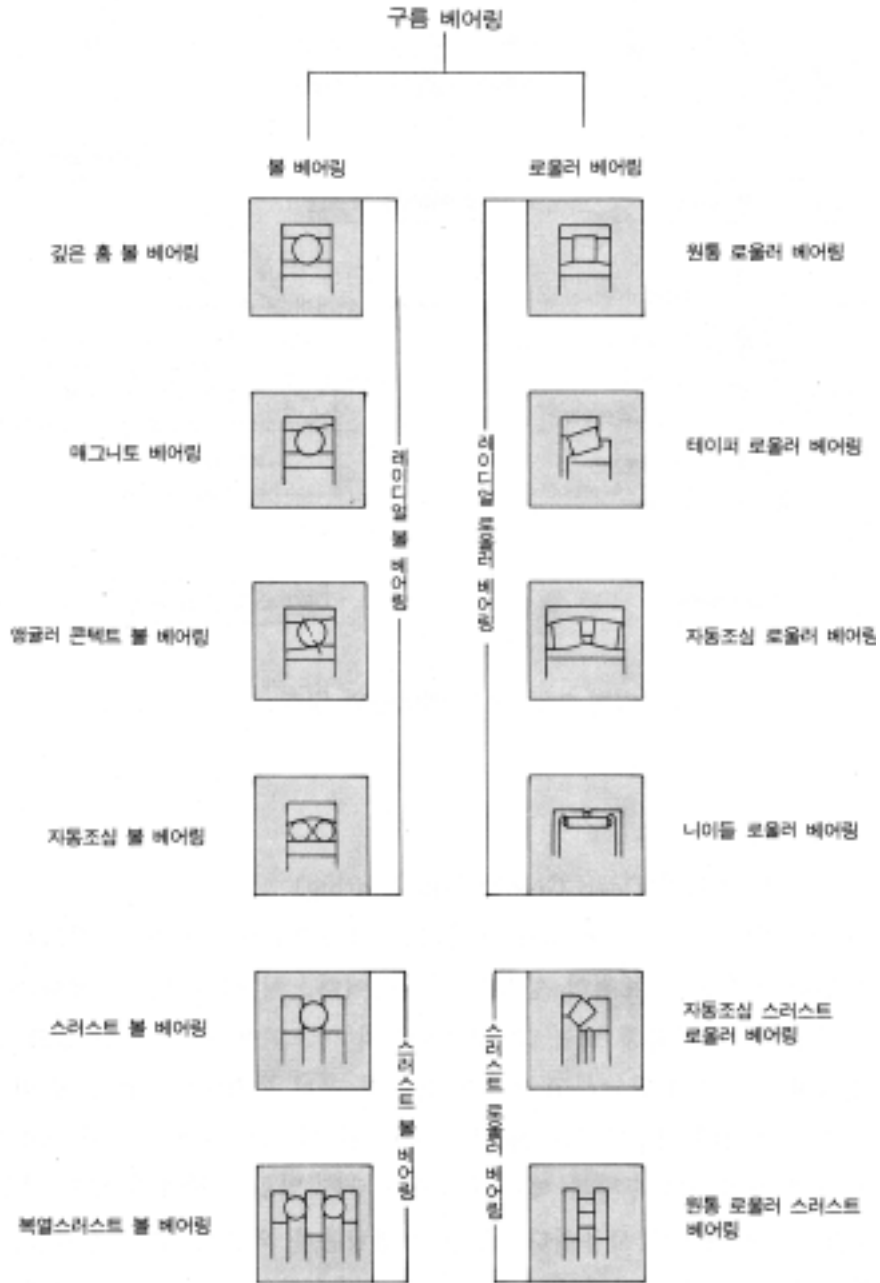 구름 베어링
볼 베어링
로울러 베어링
깊은 홈 볼 베어링
매그니토 베어링
앵귤러 콘텍트 볼 베어링
자동조심 볼 베어링
레이디알 볼 베어링
스러스트 볼 베어링
복열스러스트 볼 베어링
스러스트 볼 베어링
원통 로울러 베어링
테이퍼 로울러 베어링
자동조심 로울러 베어링
니이들 로울러 베어링
레이디알 로울러 베어링
자동조심 스러스트
로울러 베어링
원통 로울러 스러스트
베어링
스러스트 로울러 베어링